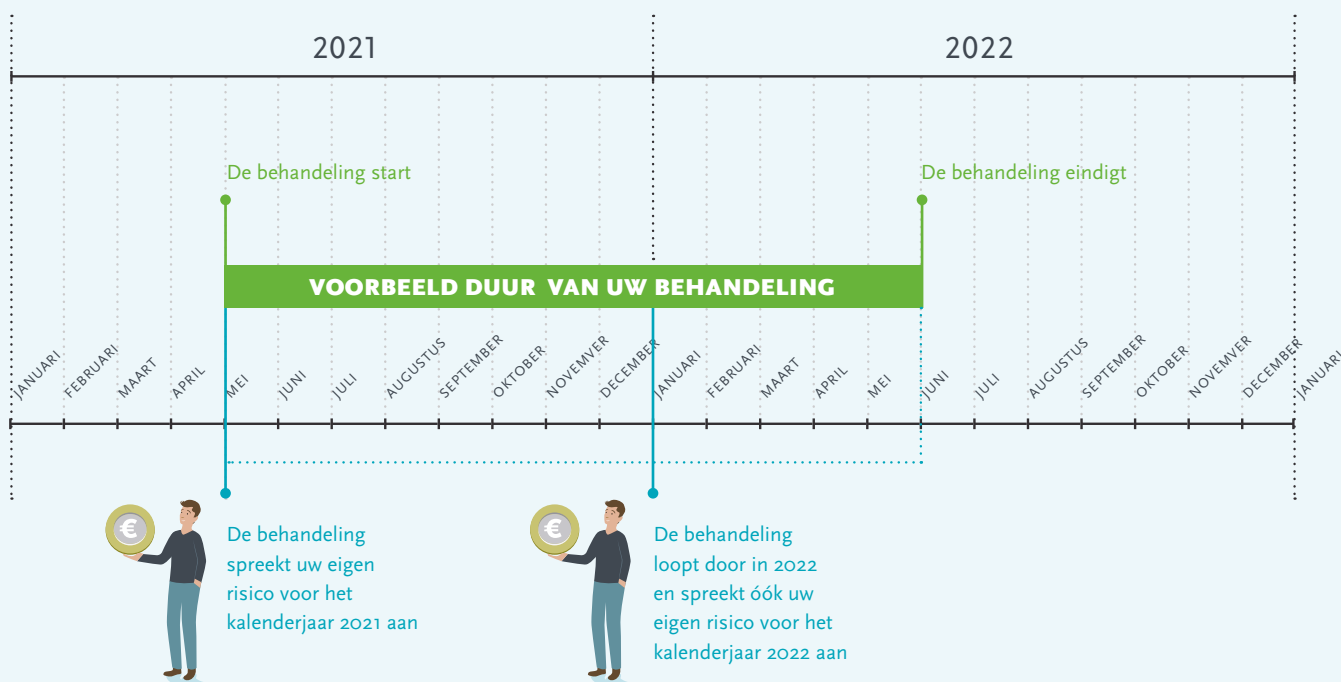 2021
2022
De behandeling start
De behandeling eindigt
VOORBEELD DUUR VAN UW BEHANDELING
JANUARI
FEBRUARI
MAART
APRIL
MEI
JUNI
JULI
AUGUSTUS
SEPTEMBER
OKTOBER
NOVEMVER
DECEMBER
JANUARI
FEBRUARI
MAART
APRIL
MEI
JUNI
JULI
AUGUSTUS
SEPTEMBER
OKTOBER
NOVEMVER
DECEMBER
JANUARI
€
De behandeling
spreekt uw eigen
risico voor het
kalenderjaar 2021 aan
€
De behandeling
loopt door in 2022
en spreekt óók uw
eigen risico voor het
kalenderjaar 2022 aan